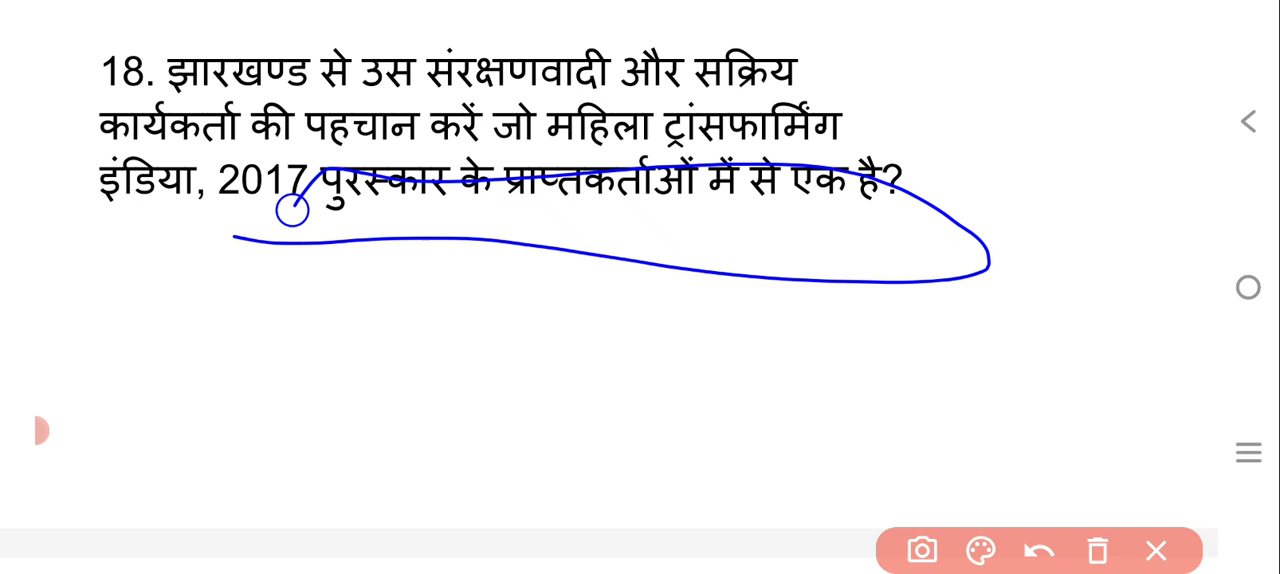 18. झारखण्ड से उस संरक्षणवादी और सक्रिय
कार्यकर्ता की पहचान करें जो महिला ट्रांसफार्मिंग
इंडिया, 2017 पुरस्कार के प्राप्तकर्ताओं में से एक है?